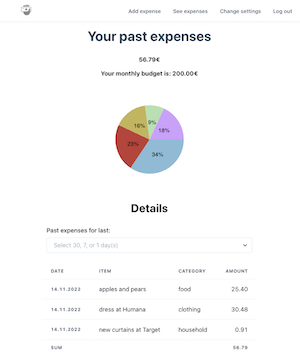 Add expense See expenses Change settings Log out
Your past expenses
56.79€
Your monthly budget is: 200.00€
9%
16%
18%
23%
34%
Details
Past expenses for last:
Select 30, 7, or 1 day(s)
DATE ITEM CATEGORY AMOUNT
14.11.2022 apples and pears food 25.40
14.11.2022 dress at Humana clothing 30.48
14.11.2022 new curtains at Target household 0.91
SUM 56.79